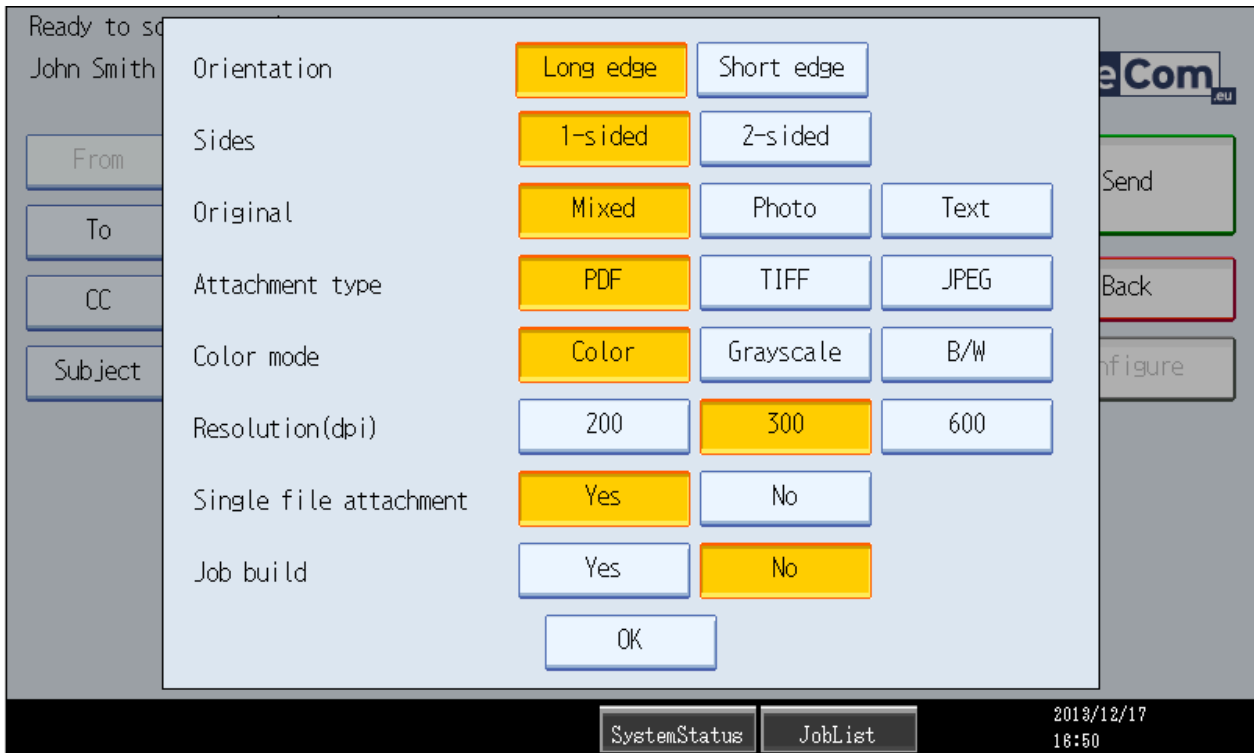 Ready to sc
John Smith
eCom
.eu
Orientation Long edge Short edge
Sides 1-sided 2-sided
From
Send
Original Mixed Photo Text
To
Attachment type PDF TIFF JPEG
CC
Back
Color mode Color Grayscale B/W
Subject
nfigure
Resolution(dpi) 200 300 600
Single file attachment Yes No
Job build Yes No
OK
SystemStatus JobList
2013/12/17
16:50